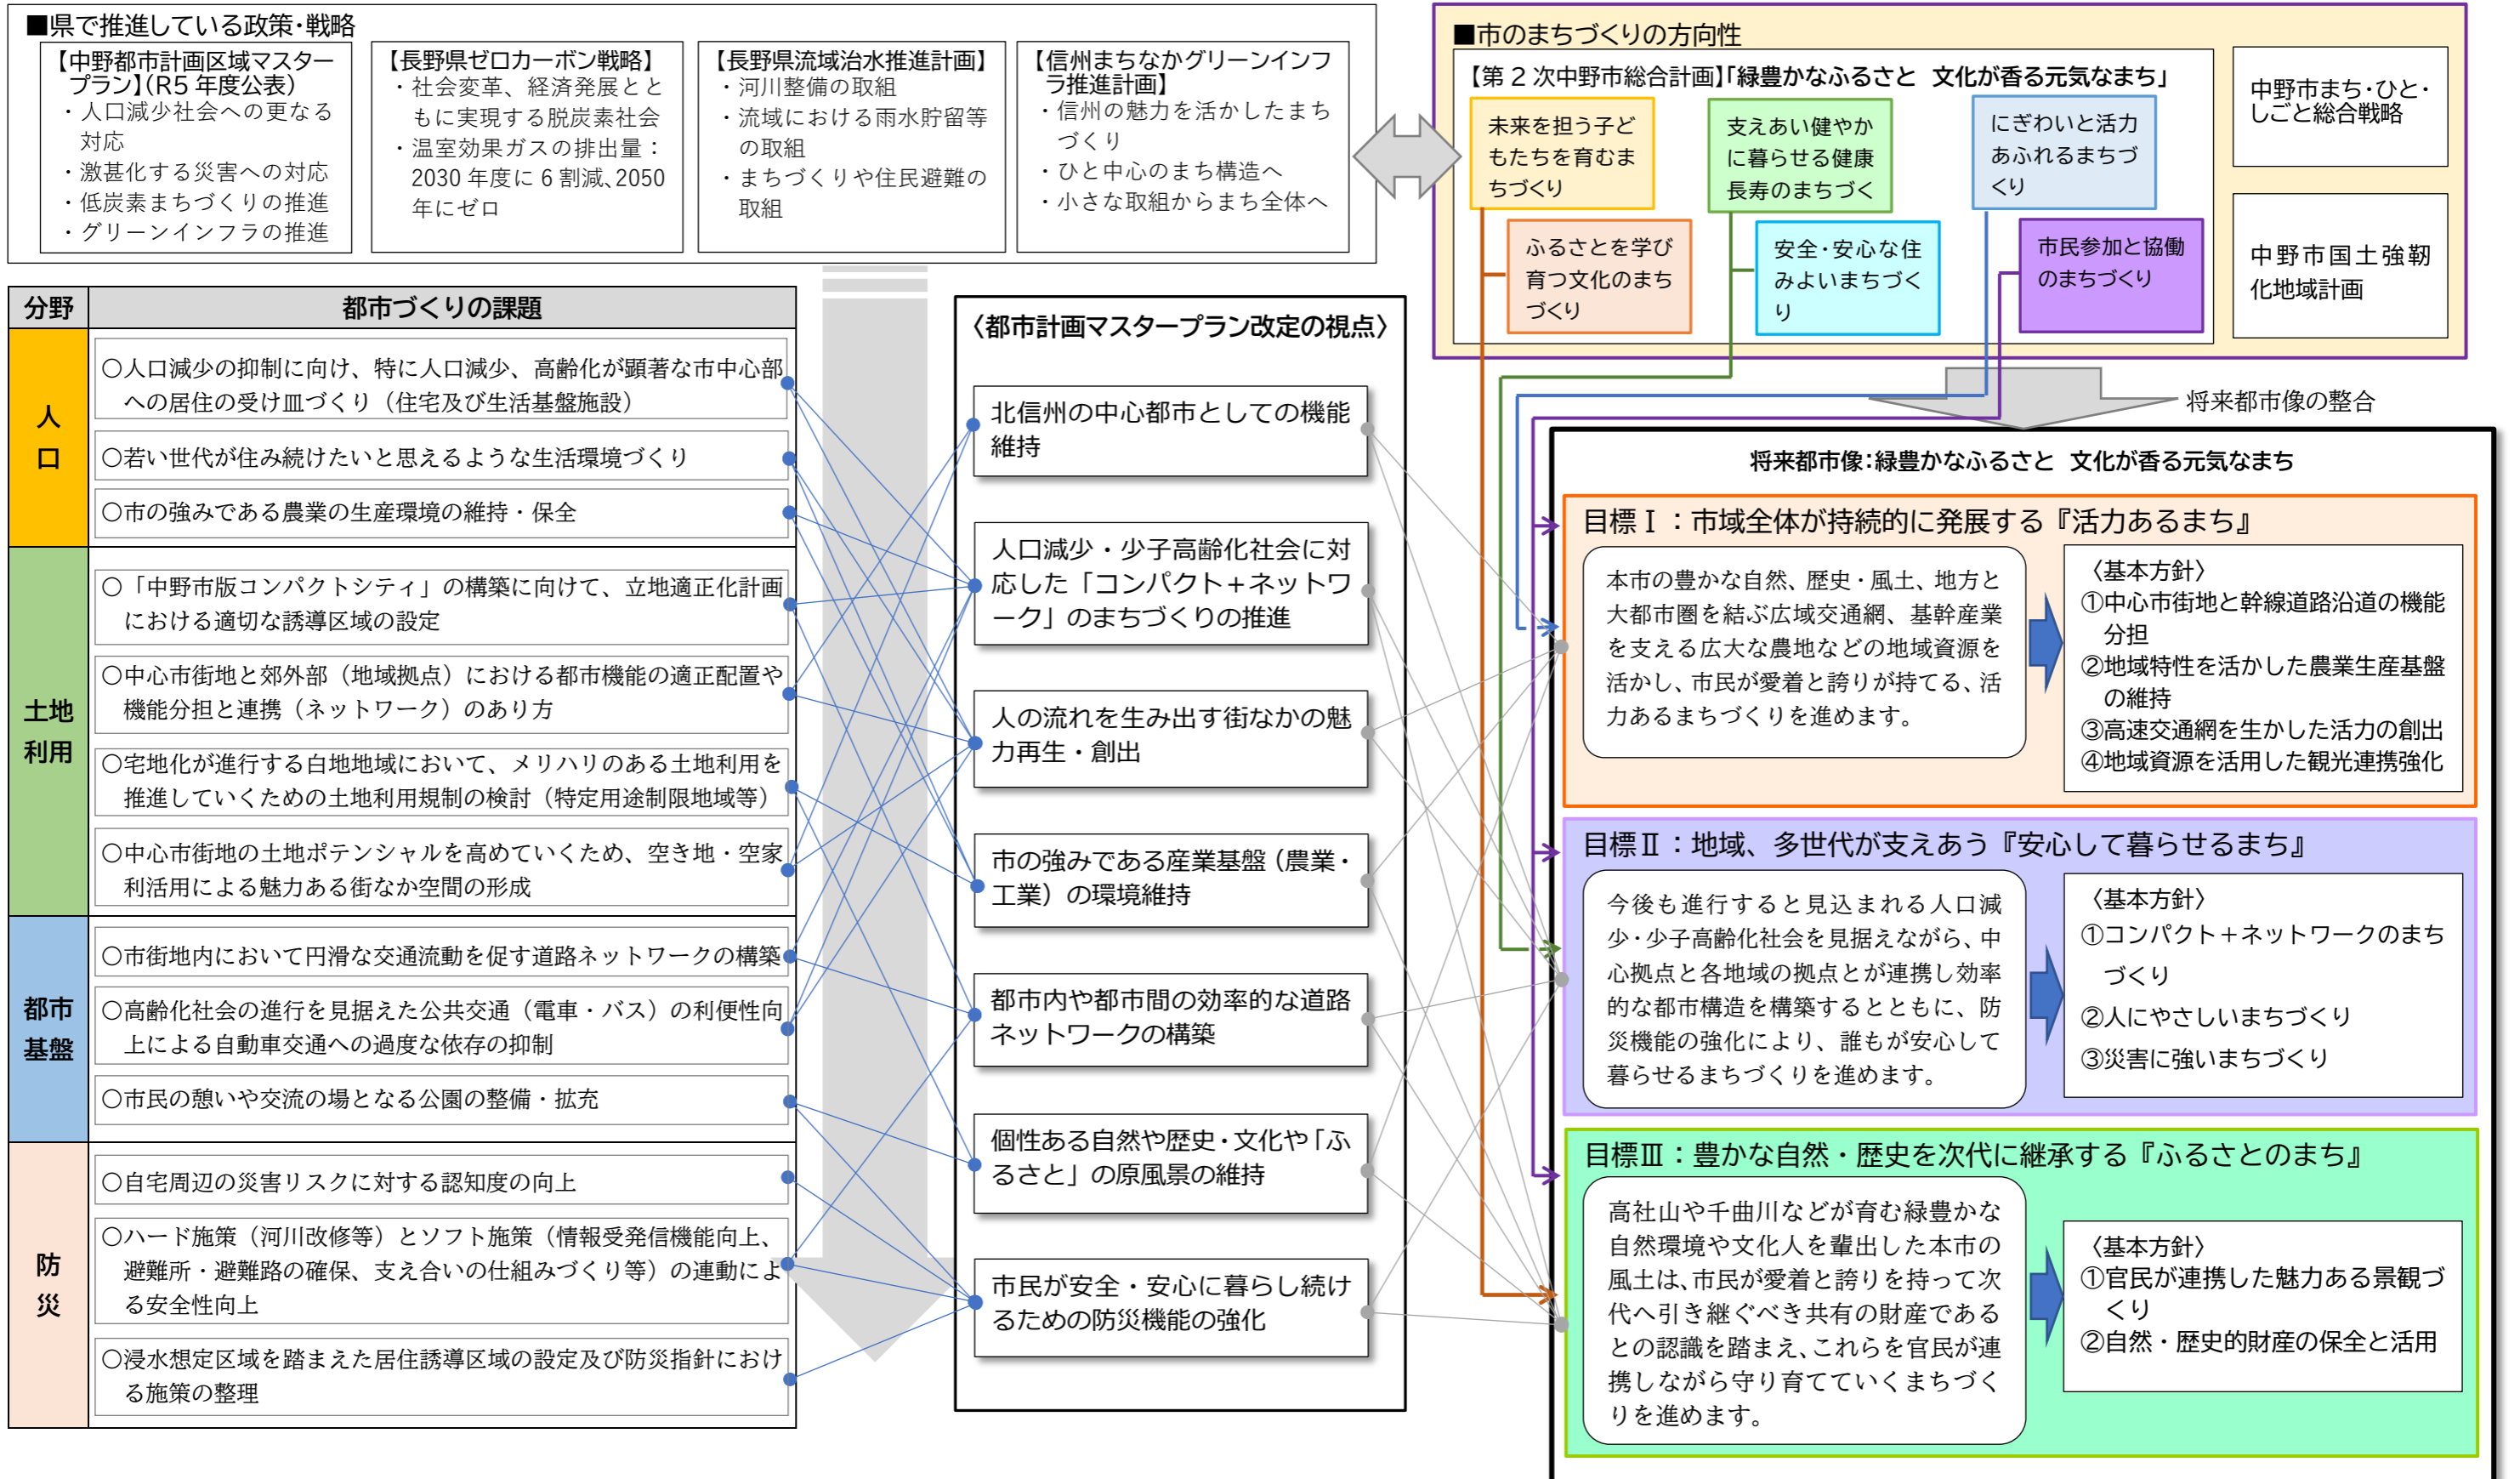 ■県で推進している政策・戦略
【中野都市計画区域マスター
プラン】（R5 年度公表）
・人口減少社会への更なる
対応
・激甚化する災害への対応
・低炭素まちづくりの推進
・グリーンインフラの推進
【長野県ゼロカーボン戦略】
・社会変革、経済発展とと
もに実現する脱炭素社会
・温室効果ガスの排出量：
2030 年度に 6 割減、2050
年にゼロ
【長野県流域治水推進計画】
・河川整備の取組
・流域における雨水貯留等
の取組
・まちづくりや住民避難の
取組
【信州まちなかグリーンインフ
ラ推進計画】
・信州の魅力を活かしたまち
づくり
・ひと中心のまち構造へ
・小さな取組からまち全体へ
■市のまちづくりの方向性
【第 2 次中野市総合計画】「緑豊かなふるさと 文化が香る元気なまち」
未来を担う子ど
もたちを育むま
ちづくり
支えあい健やか
に暮らせる健康
長寿のまちづく
にぎわいと活力
あふれるまちづ
くり
ふるさとを学び
育つ文化のまち
づくり
安全・安心な住
みよいまちづく
り
市民参加と協働
のまちづくり
中野市まち・ひと・
しごと総合戦略
中野市国土強靭
化地域計画
分野
都市づくりの課題
人
口
〇人口減少の抑制に向け、特に人口減少、高齢化が顕著な市中心部
への居住の受け皿づくり（住宅及び生活基盤施設）
〇若い世代が住み続けたいと思えるような生活環境づくり
〇市の強みである農業の生産環境の維持・保全
土地
利用
〇「中野市版コンパクトシティ」の構築に向けて、立地適正化計画
における適切な誘導区域の設定
〇中心市街地と郊外部（地域拠点）における都市機能の適正配置や
機能分担と連携（ネットワーク）のあり方
〇宅地化が進行する白地地域において、メリハリのある土地利用を
推進していくための土地利用規制の検討（特定用途制限地域等）
〇中心市街地の土地ポテンシャルを高めていくため、空き地・空家
利活用による魅力ある街なか空間の形成
都市
基盤
〇市街地内において円滑な交通流動を促す道路ネットワークの構築
〇高齢化社会の進行を見据えた公共交通（電車・バス）の利便性向
上による自動車交通への過度な依存の抑制
〇市民の憩いや交流の場となる公園の整備・拡充
防
災
〇自宅周辺の災害リスクに対する認知度の向上
〇ハード施策（河川改修等）とソフト施策（情報受発信機能向上、
避難所・避難路の確保、支え合いの仕組みづくり等）の連動によ
る安全性向上
〇浸水想定区域を踏まえた居住誘導区域の設定及び防災指針におけ
る施策の整理
〈都市計画マスタープラン改定の視点〉
北信州の中心都市としての機能
維持
人口減少・少子高齢化社会に対
応した「コンパクト＋ネットワ
ーク」のまちづくりの推進
人の流れを生み出す街なかの魅
力再生・創出
市の強みである産業基盤（農業・
工業）の環境維持
都市内や都市間の効率的な道路
ネットワークの構築
個性ある自然や歴史・文化や「ふ
るさと」の原風景の維持
市民が安全・安心に暮らし続け
るための防災機能の強化
将来都市像の整合
将来都市像：緑豊かなふるさと 文化が香る元気なまち
目標Ⅰ：市域全体が持続的に発展する『活力あるまち』
本市の豊かな自然、歴史・風土、地方と
大都市圏を結ぶ広域交通網、基幹産業
を支える広大な農地などの地域資源を
活かし、市民が愛着と誇りが持てる、活
力あるまちづくりを進めます。
〈基本方針〉
①中心市街地と幹線道路沿道の機能
分担
②地域特性を活かした農業生産基盤
の維持
③高速交通網を生かした活力の創出
④地域資源を活用した観光連携強化
目標Ⅱ：地域、多世代が支えあう『安心して暮らせるまち』
今後も進行すると見込まれる人口減
少・少子高齢化社会を見据えながら、中
心拠点と各地域の拠点とが連携し効率
的な都市構造を構築するとともに、防
災機能の強化により、誰もが安心して
暮らせるまちづくりを進めます。
〈基本方針〉
①コンパクト＋ネットワークのまち
づくり
②人にやさしいまちづくり
③災害に強いまちづくり
目標Ⅲ：豊かな自然・歴史を次代に継承する『ふるさとのまち』
高社山や千曲川などが育む緑豊かな
自然環境や文化人を輩出した本市の
風土は、市民が愛着と誇りを持って次
代へ引き継ぐべき共有の財産である
との認識を踏まえ、これらを官民が連
携しながら守り育てていくまちづく
りを進めます。
〈基本方針〉
①官民が連携した魅力ある景観づ
くり
②自然・歴史的財産の保全と活用